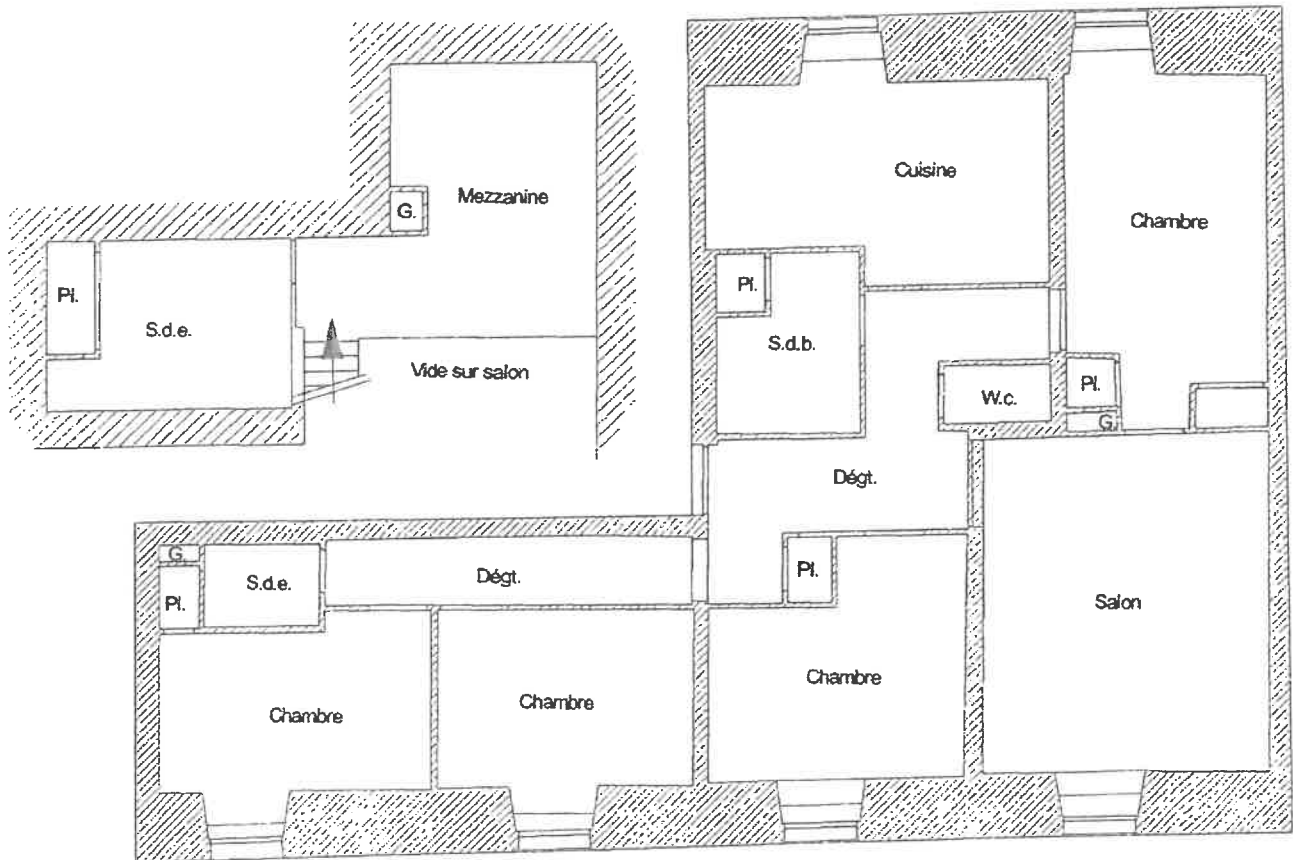 Mezzanine
G.
Pl.
S.d.e.
Vide sur salon
Cuisine
Chambre
Pl.
S.d.b.
W.c.
Pl.
G.
Dégt.
G.
Pl.
S.d.e.
Dégt.
Pl.
Salon
Chambre
Chambre
Chambre